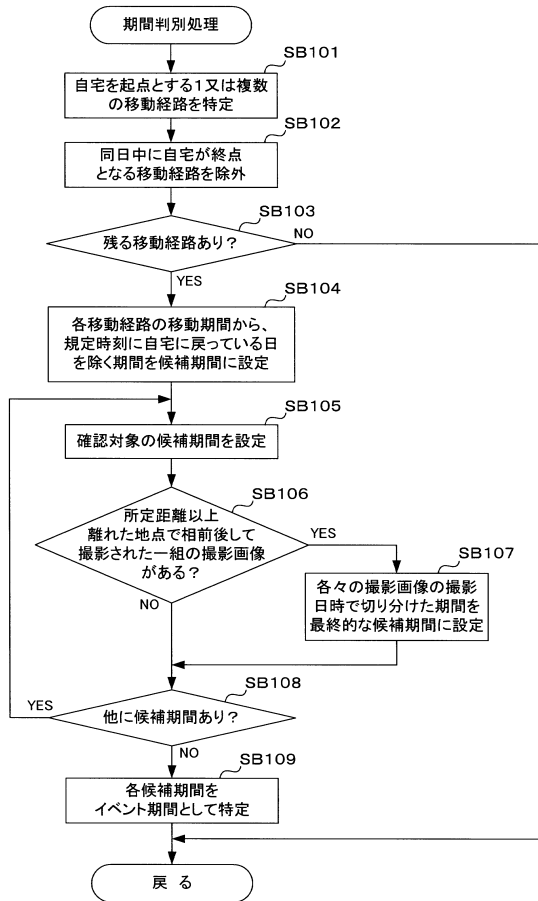 期間判別処理
SB101
自宅を起点とする1又は複数
の移動経路を特定
SB102
同日中に自宅が終点
となる移動経路を除外
SB103
残る移動経路あり?
NO
YES
SB104
各移動経路の移動期間から、
規定時刻に自宅に戻っている日
を除く期間を候補期間に設定
SB105
確認対象の候補期間を設定
SB106
所定距離以上
離れた地点で相前後して
撮影された一組の撮影画像
がある?
YES
NO
SB107
各々の撮影画像の撮影
日時で切り分けた期間を
最終的な候補期間に設定
SB108
他に候補期間あり?
YES
NO
SB109
各候補期間を
イベント期間として特定
戻 る